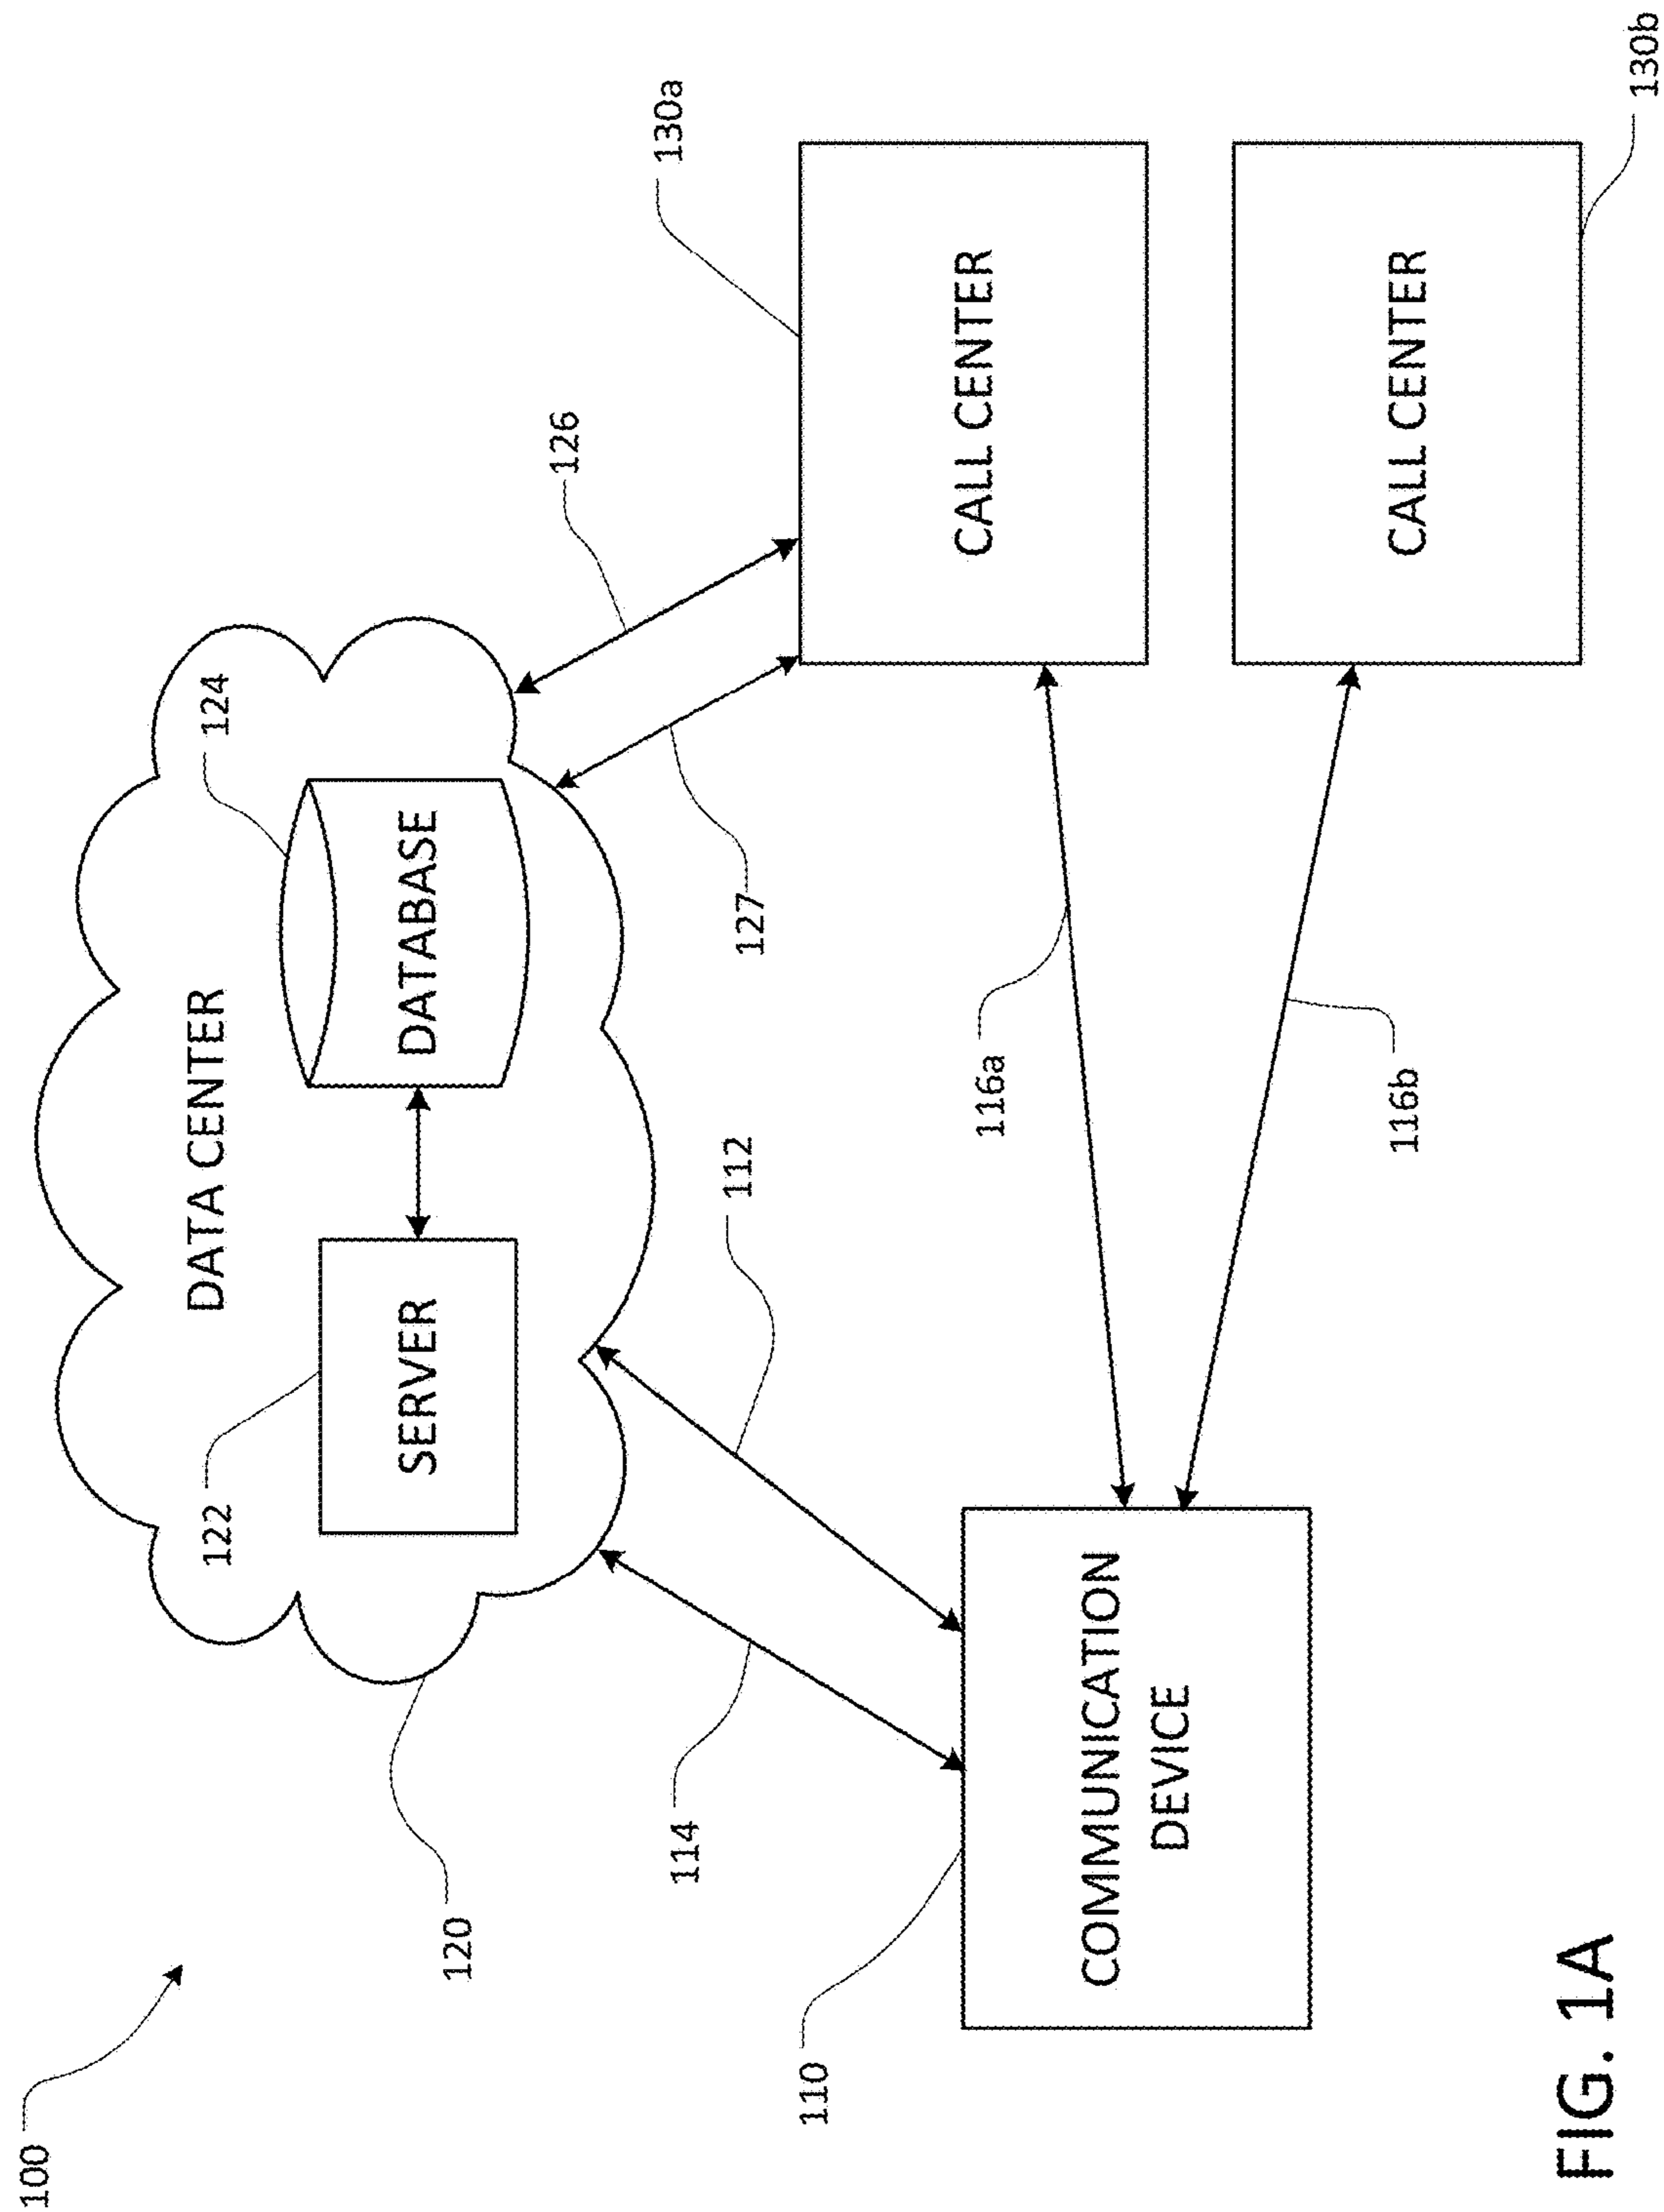 100
120
122
DATA CENTER
124
SERVER
DATABASE
126
130a
114
112
127
110
COMMUNICATION
DEVICE
116a
CALL CENTER
116b
CALL CENTER
130b
FIG. 1A